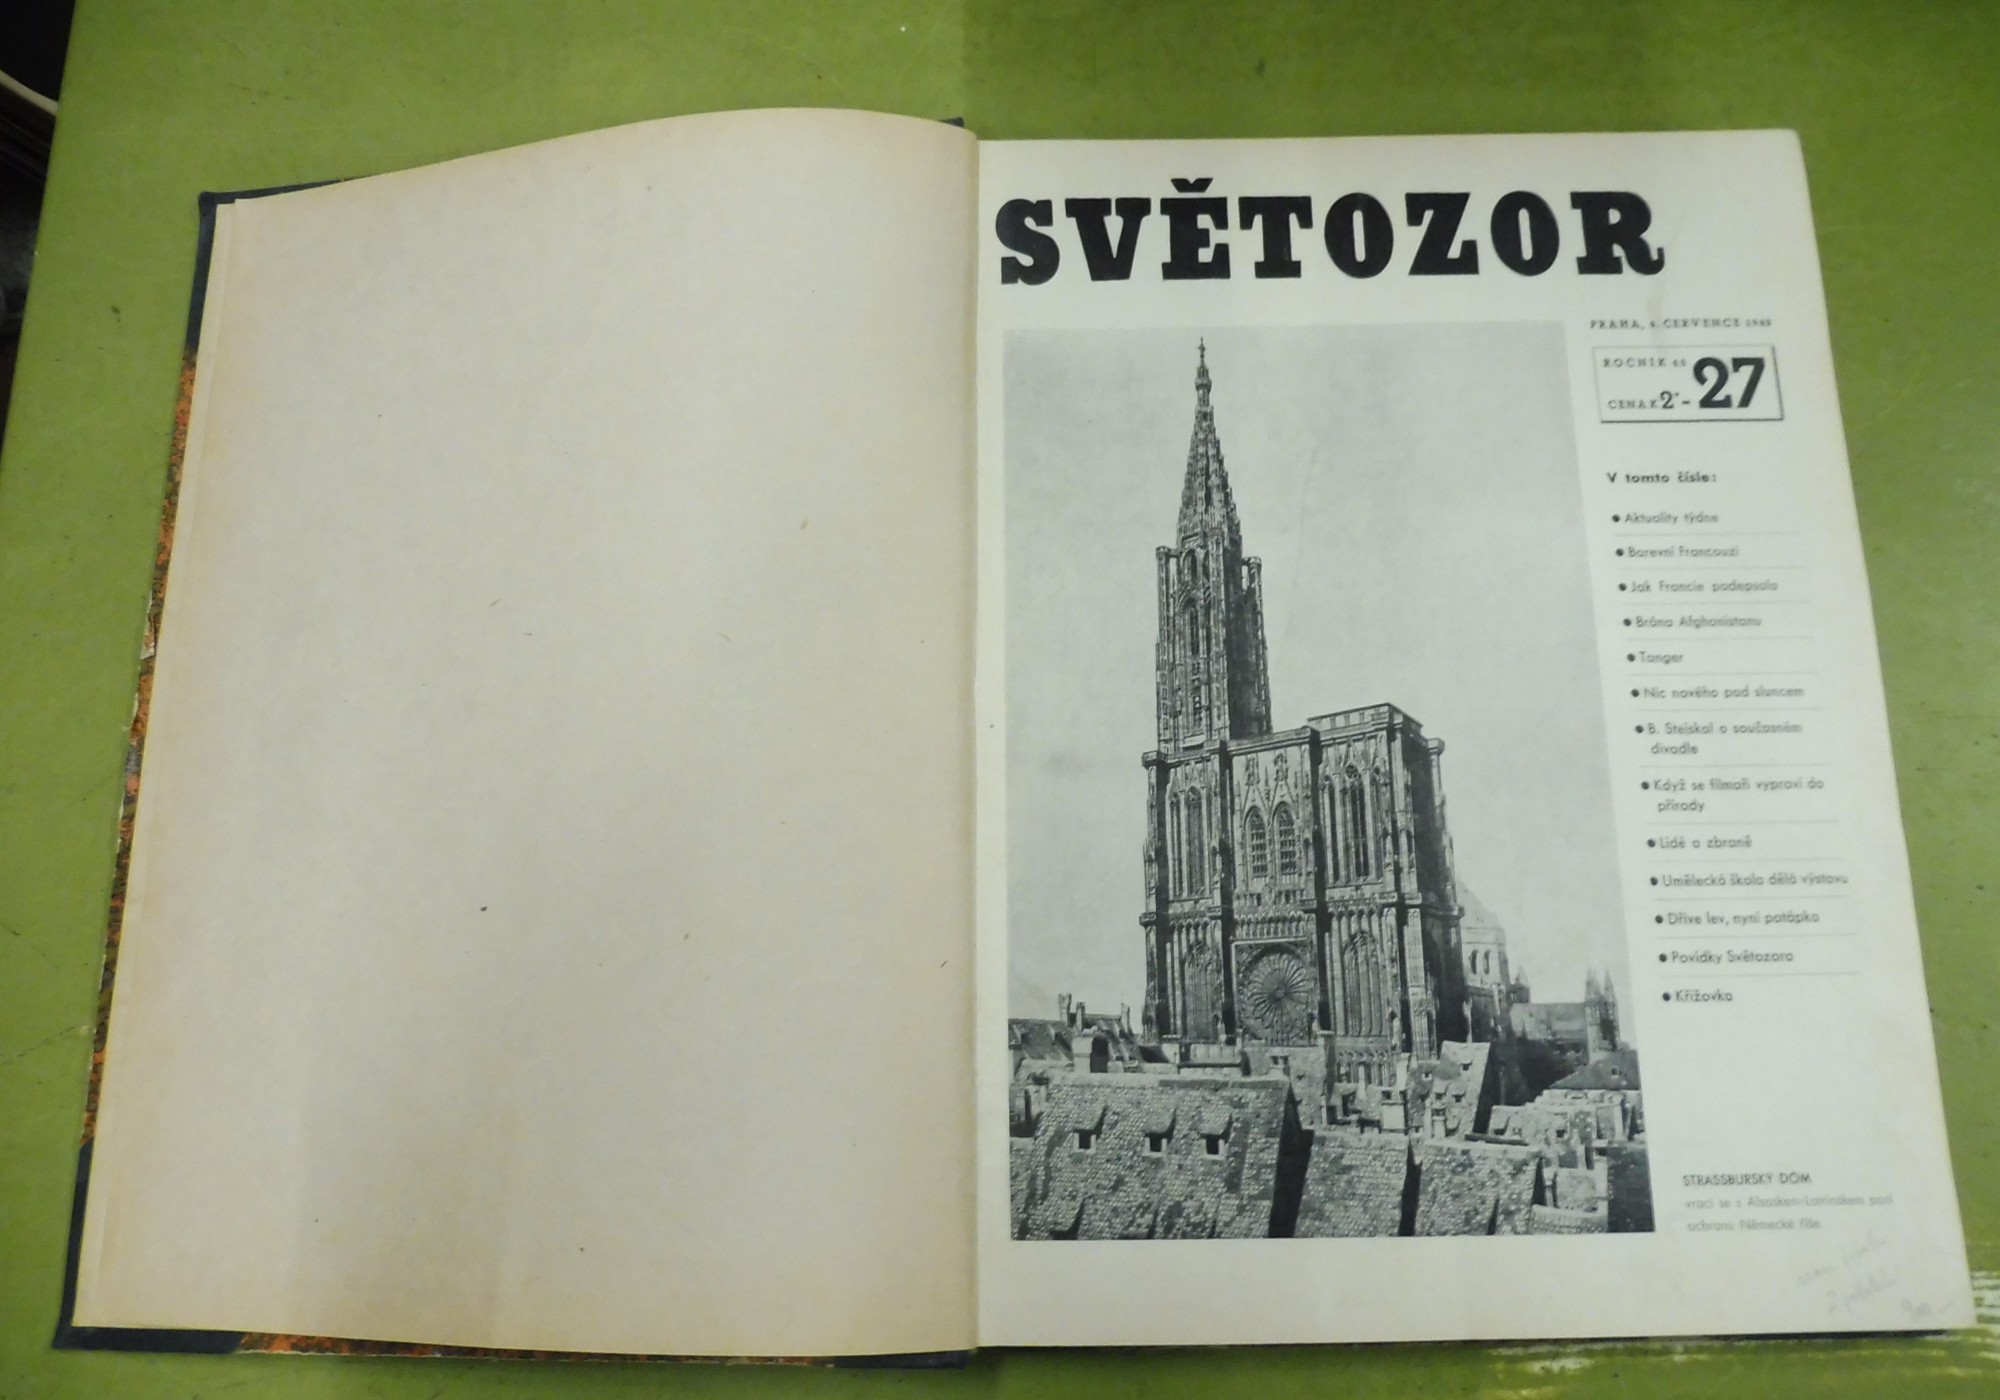 SVĚTOZOR
PRAHA, 4. ČERVENCE 1940
ROČNÍK 40
CENA K 2·- 27
V tomto čísle:
● Aktuality týdne
● Barevní Francouzi
● Jak Francie podepsala
● Brána Afghanistanu
● Tanger
● Nic nového pod sluncem
● B. Stejskal o současném
divadle
● Když se filmaři vypraví do
přírody
● Lidé a zbraně
● Umělecká škola dělá výstavu
● Dříve lev, nyní potápka
● Povídky Světozora
● Křížovka
STRASSBURSKÝ DÓM
vrací se s Alsaskem-Lotrinskem pod
ochranu Německé říše